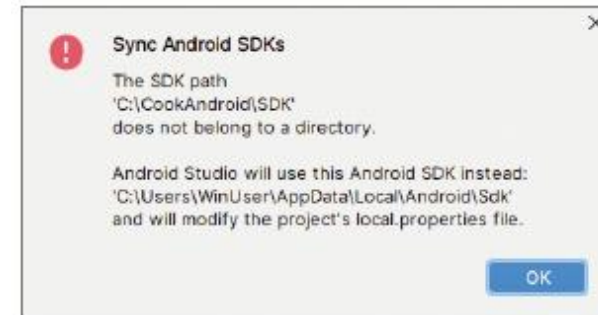 Sync Android SDKs
The SDK path
'C:\CookAndroid\SDK'
does not belong to a directory.
Android Studio will use this Android SDK instead:
'C:\Users\WinUser\AppData\Local\Android\Sdk'
and will modify the project's local.properties file.
OK